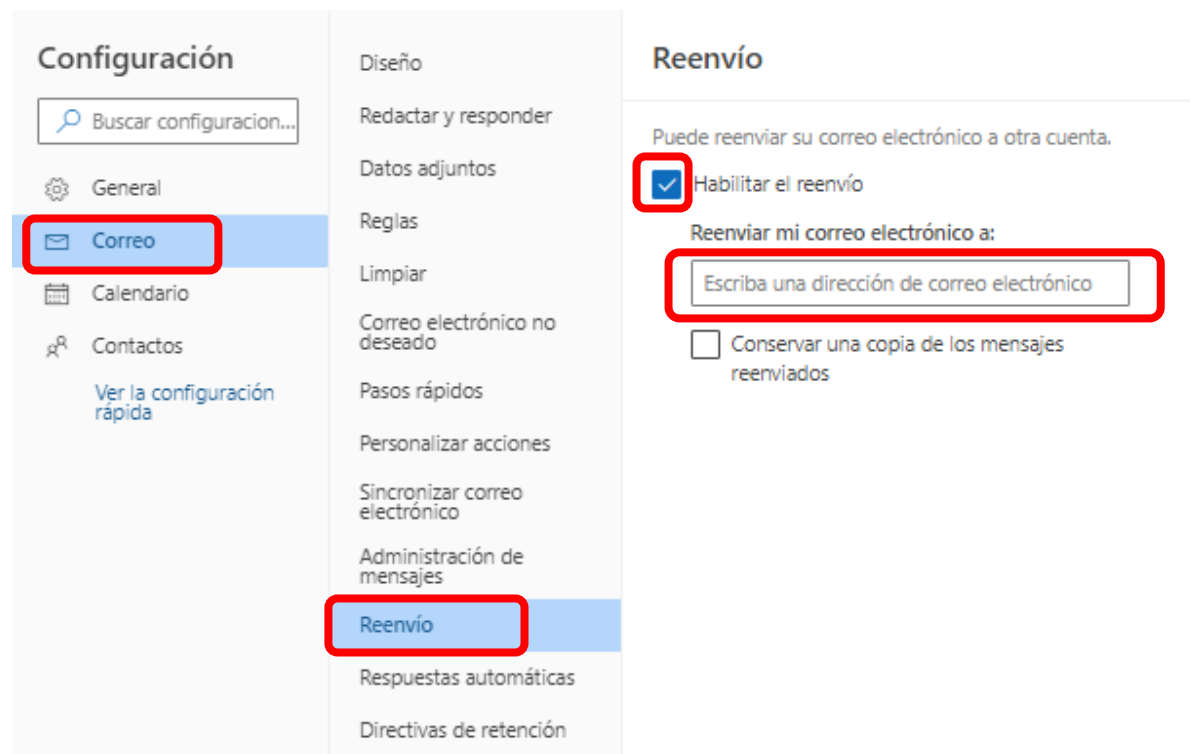 Configuración
Buscar configuracion...
General
Correo
Calendario
Contactos
Ver la configuración
rápida
Diseño
Redactar y responder
Datos adjuntos
Reglas
Limpiar
Correo electrónico no
deseado
Pasos rápidos
Personalizar acciones
Sincronizar correo
electrónico
Administración de
mensajes
Reenvío
Respuestas automáticas
Directivas de retención
Reenvío
Puede reenviar su correo electrónico a otra cuenta.
Habilitar el reenvío
Reenviar mi correo electrónico a:
Escriba una dirección de correo electrónico
Conservar una copia de los mensajes
reenviados